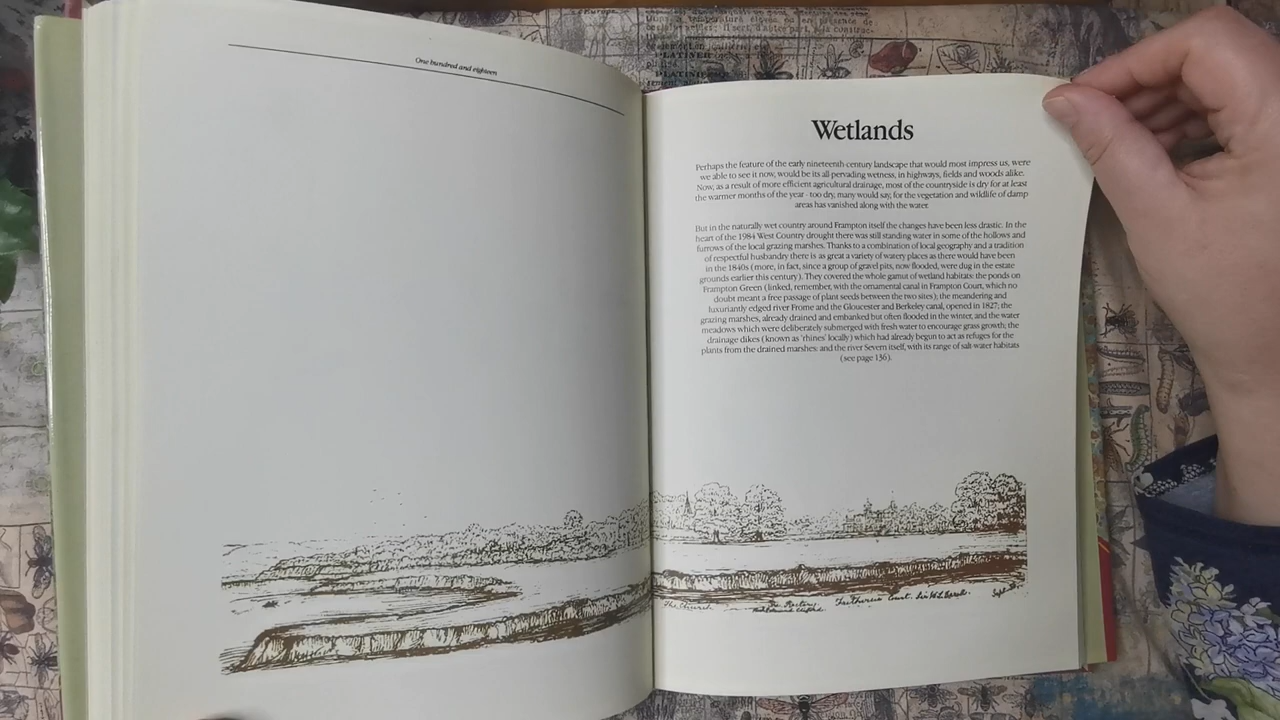 One hundred and eighteen
Wetlands
Perhaps the feature of the early nineteenth-century landscape that would most impress us, were
we able to see it now, would be its all-pervading wetness, in highways, fields and woods alike.
Now, as a result of more efficient agricultural drainage, most of the countryside is dry for at least
the warmer months of the year - too dry, many would say, for the vegetation and wildlife of damp
areas has vanished along with the water.
But in the naturally wet country around Frampton itself the changes have been less drastic. In the
heart of the 1984 West Country drought there was still standing water in some of the hollows and
furrows of the local grazing marshes. Thanks to a combination of local geography and a tradition
of respectful husbandry there is as great a variety of watery places as there would have been
in the 1840s (more, in fact, since a group of gravel pits, now flooded, were dug in the estate
grounds earlier this century). They covered the whole gamut of wetland habitats: the ponds on
Frampton Green (linked, remember, with the ornamental canal in Frampton Court, which no
doubt meant a free passage of plant seeds between the two sites); the meandering and
luxuriantly edged river Frome and the Gloucester and Berkeley canal, opened in 1827; the
grazing marshes, already drained and embanked but often flooded in the winter, and the water
meadows which were deliberately submerged with fresh water to encourage grass growth; the
drainage dikes (known as 'rhines' locally) which had already begun to act as refuges for the
plants from the drained marshes: and the river Severn itself, with its range of salt-water habitats
(see page 136).
The Church.
Court.
PLATINE